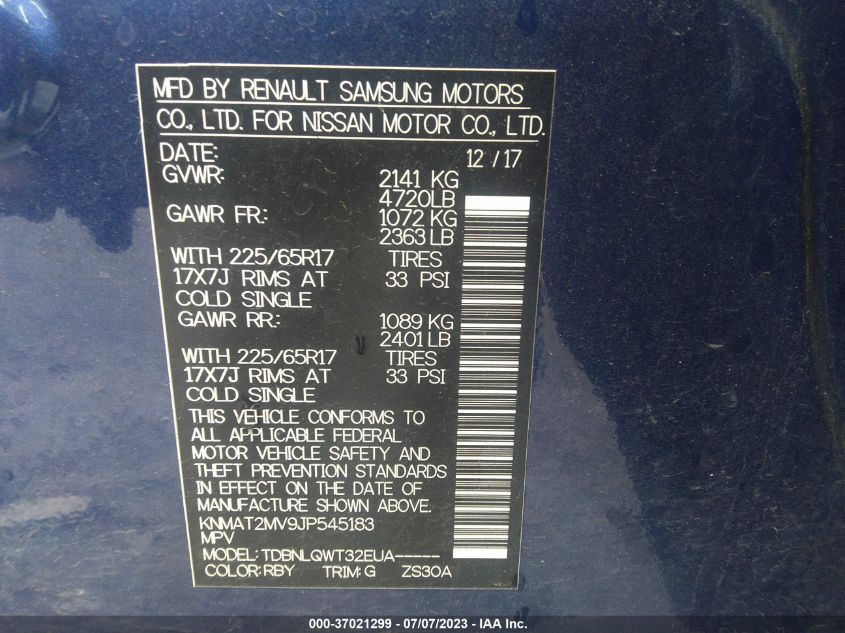 MFD BY RENAULT SAMSUNG MOTORS
CO., LTD. FOR NISSAN MOTOR CO., LTD.
DATE: 12 / 17
GVWR: 2141 KG
4720LB
GAWR FR.: 1072 KG
2363 LB
WITH 225/65R17 TIRES
17X7J RIMS AT 33 PSI
COLD SINGLE
GAWR RR.: 1089 KG
2401 LB
WITH 225/65R17 TIRES
17X7J RIMS AT 33 PSI
COLD SINGLE
THIS VEHICLE CONFORMS TO
ALL APPLICABLE FEDERAL
MOTOR VEHICLE SAFETY AND
THEFT PREVENTION STANDARDS
IN EFFECT ON THE DATE OF
MANUFACTURE SHOWN ABOVE.
KNMAT2MV9JP545183
MPV
MODEL: TDBNLQWT32EUA-----
COLOR: RBY TRIM: G ZS30A
000-37021299 - 07/07/2023 - IAA Inc.